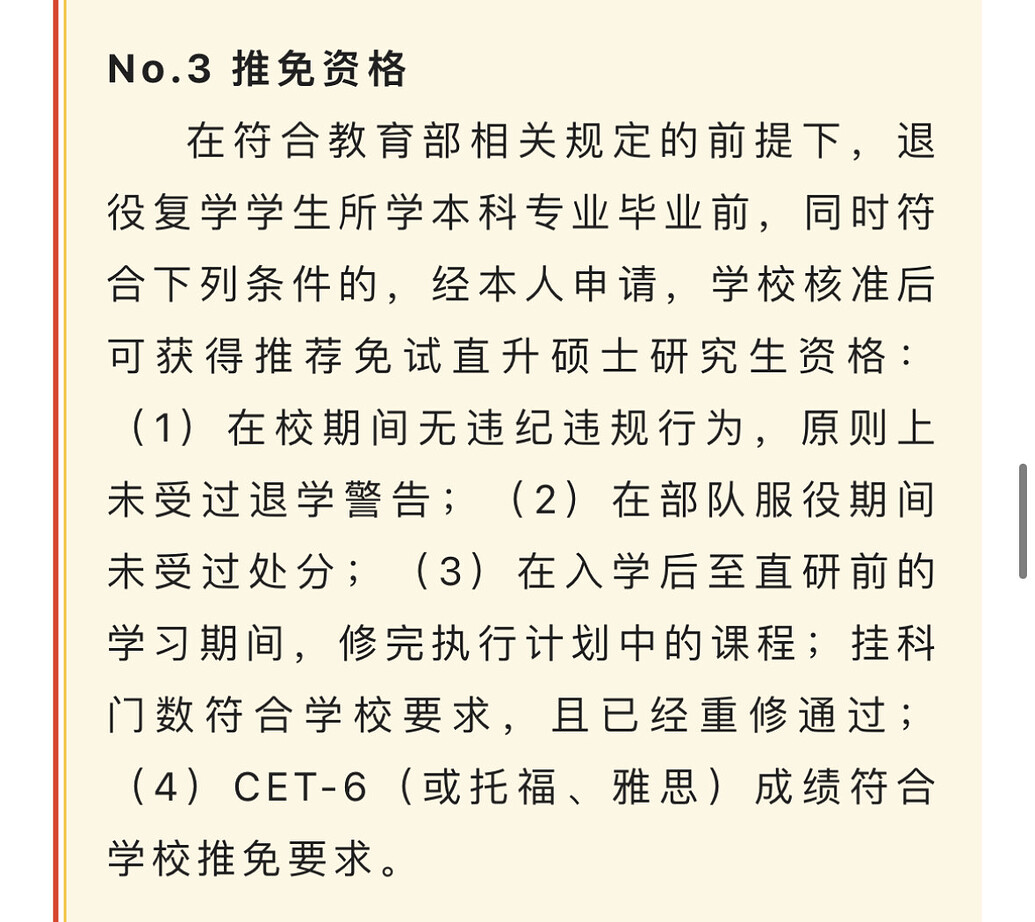 No.3 推免资格
在符合教育部相关规定的前提下，退
役复学学生所学本科专业毕业前，同时符
合下列条件的，经本人申请，学校核准后
可获得推荐免试直升硕士研究生资格：
（1）在校期间无违纪违规行为，原则上
未受过退学警告；（2）在部队服役期间
未受过处分；（3）在入学后至直研前的
学习期间，修完执行计划中的课程；挂科
门数符合学校要求，且已经重修通过；
（4）CET-6（或托福、雅思）成绩符合
学校推免要求。